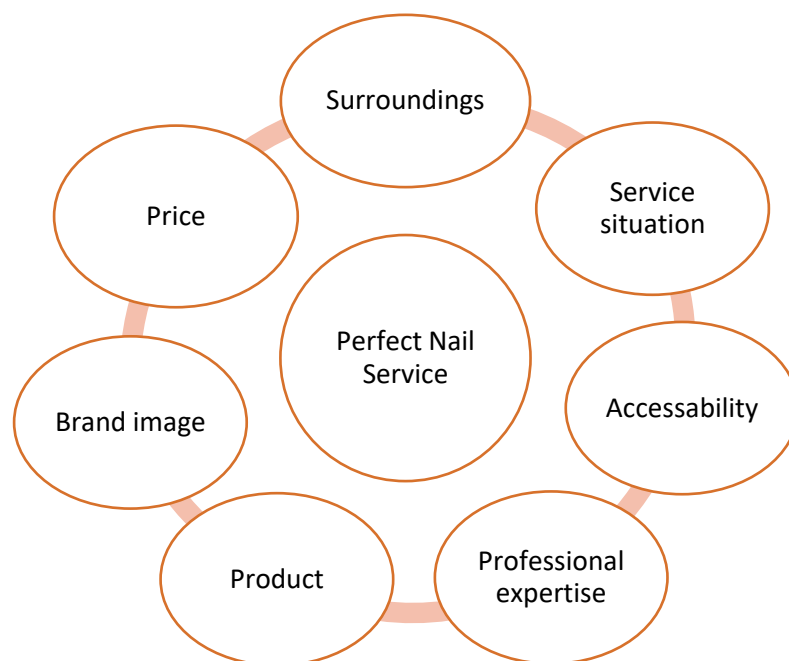 Surroundings
Service
situation
Accessability
Professional
expertise
Product
Brand image
Price
Perfect Nail
Service